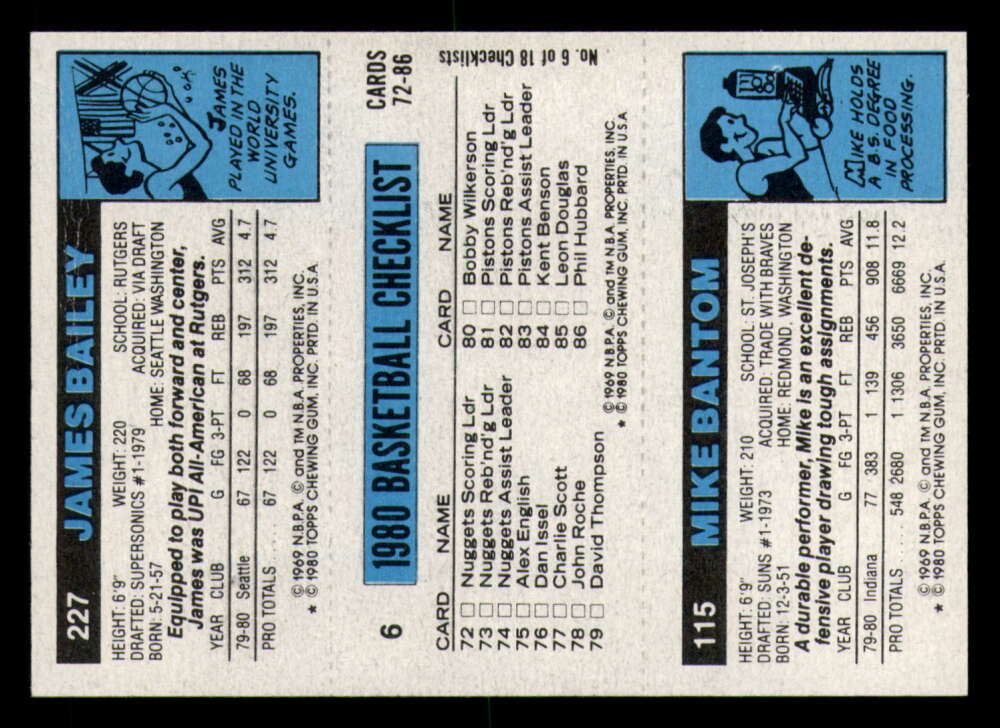 227 JAMES BAILEY
HEIGHT: 6'9" WEIGHT: 220 SCHOOL: RUTGERS
DRAFTED: SUPERSONICS #1-1979 ACQUIRED: VIA DRAFT
BORN: 5-21-57 HOME: SEATTLE WASHINGTON
Equipped to play both forward and center,
James was UPI All-American at Rutgers.
YEAR CLUB G FG 3-PT FT REB PTS AVG
79-80 Seattle 67 122 0 68 197 312 4.7
PRO TOTALS..... 67 122 0 68 197 312 4.7
© 1969 N.B.P.A. © and TM N.B.A. PROPERTIES, INC.
* © 1980 TOPPS CHEWING GUM, INC. PRTD. IN U.S.A.
JAMES
PLAYED IN THE
WORLD
UNIVERSITY
GAMES.
6 1980 BASKETBALL CHECKLIST CARDS
72-86
CARD NAME
72 □ Nuggets Scoring Ldr
73 □ Nuggets Reb'nd'g Ldr
74 □ Nuggets Assist Leader
75 □ Alex English
76 □ Dan Issel
77 □ Charlie Scott
78 □ John Roche
79 □ David Thompson
CARD NAME
80 □ Bobby Wilkerson
81 □ Pistons Scoring Ldr
82 □ Pistons Reb'nd'g Ldr
83 □ Pistons Assist Leader
84 □ Kent Benson
85 □ Leon Douglas
86 □ Phil Hubbard
© 1969 N.B.P.A. © and TM N.B.A. PROPERTIES, INC.
* © 1980 TOPPS CHEWING GUM, INC. PRTD. IN U.S.A
No. 6 of 18 Checklists
115 MIKE BANTOM
HEIGHT: 6'9" WEIGHT: 210 SCHOOL: ST. JOSEPH'S
DRAFTED: SUNS #1-1973 ACQUIRED: TRADE WITH BRAVES
BORN: 12-3-51 HOME: REDMOND, WASHINGTON
A durable performer, Mike is an excellent de-
fensive player drawing tough assignments.
YEAR CLUB G FG 3-PT FT REB PTS AVG
79-80 Indiana 77 383 1 139 456 908 11.8
PRO TOTALS..... 548 2680 1 1306 3650 6669 12.2
© 1969 N.B.P.A. © and TM N.B.A. PROPERTIES, INC.
* © 1980 TOPPS CHEWING GUM, INC. PRTD. IN U.S.A.
MIKE HOLDS
A B.S. DEGREE
IN FOOD
PROCESSING.